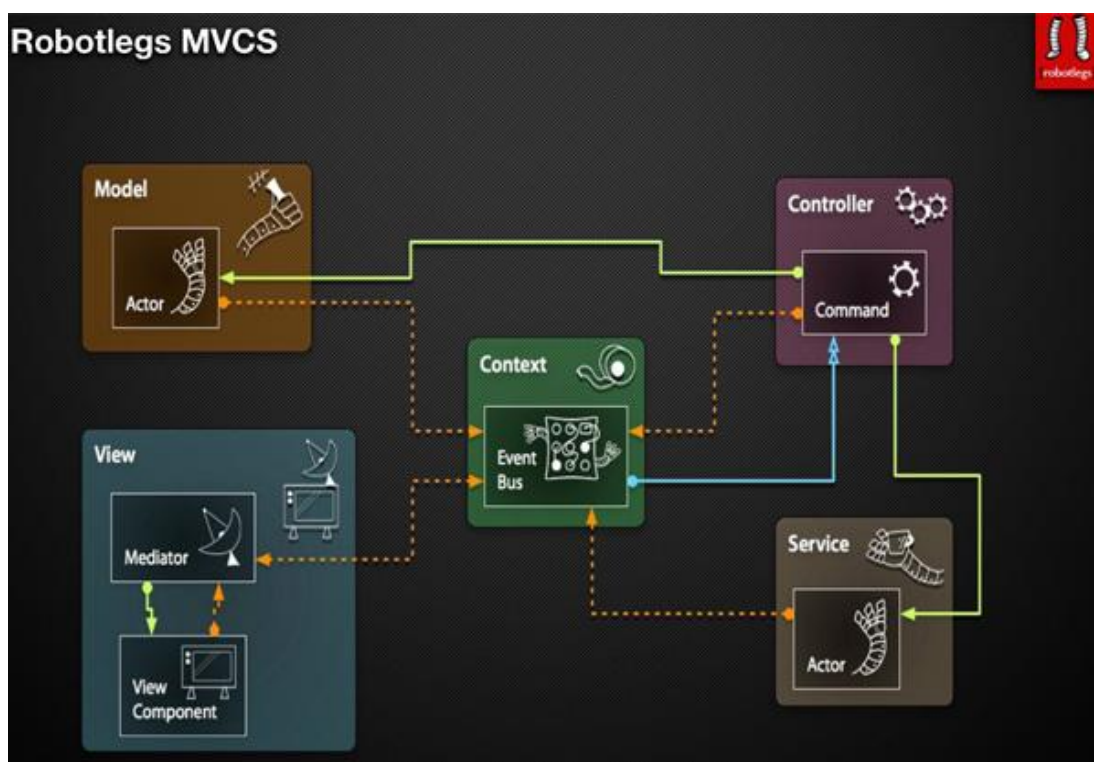 Robotlegs MVCS
robotlegs
Model
Actor
Controller
Command
Context
Event
Bus
View
Mediator
View
Component
Service
Actor